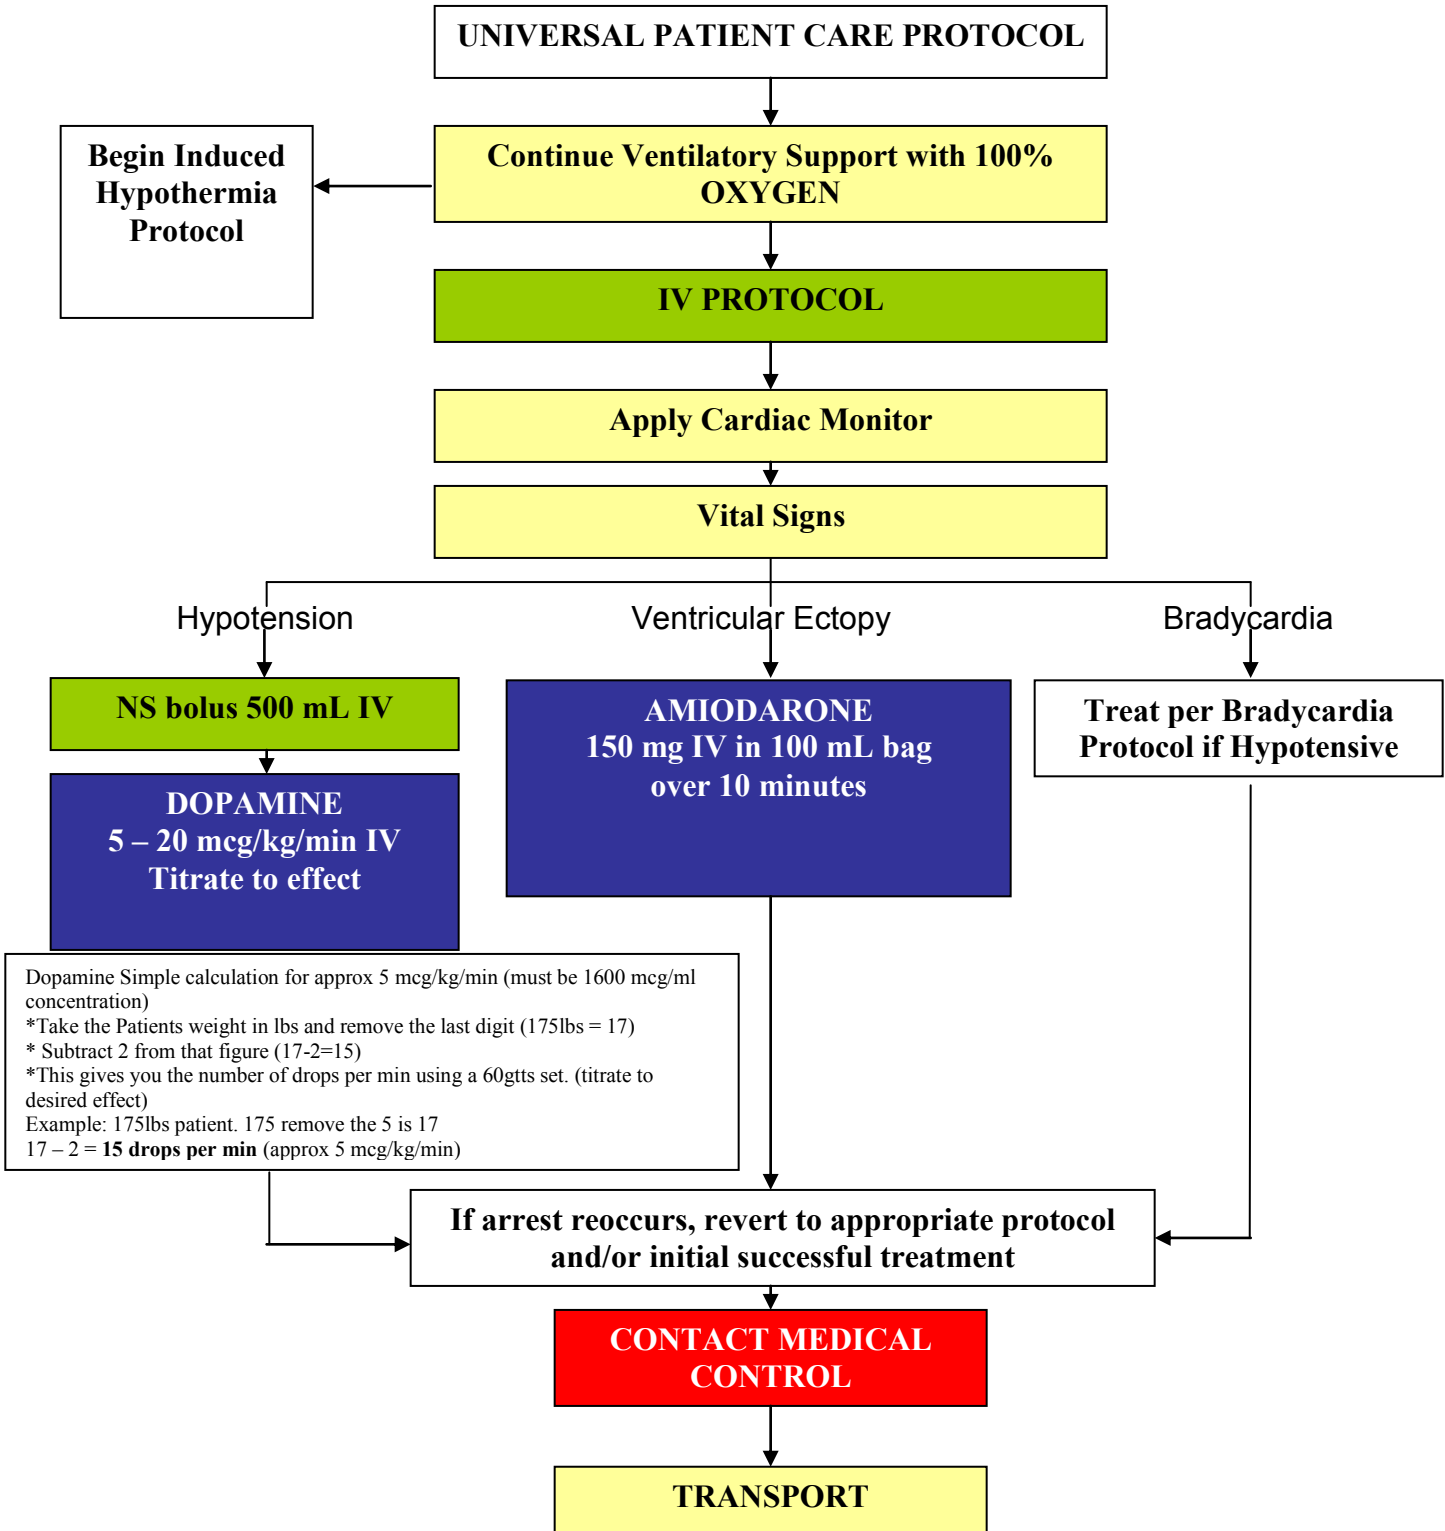 UNIVERSAL PATIENT CARE PROTOCOL
Begin Induced
Hypothermia
Protocol
Continue Ventilatory Support with 100%
OXYGEN
IV PROTOCOL
Apply Cardiac Monitor
Vital Signs
Hypotension
Ventricular Ectopy
Bradycardia
NS bolus 500 mL IV
DOPAMINE
5 – 20 mcg/kg/min IV
Titrate to effect
AMIODARONE
150 mg IV in 100 mL bag
over 10 minutes
Treat per Bradycardia
Protocol if Hypotensive
Dopamine Simple calculation for approx 5 mcg/kg/min (must be 1600 mcg/ml
concentration)
*Take the Patients weight in lbs and remove the last digit (175lbs = 17)
* Subtract 2 from that figure (17-2=15)
*This gives you the number of drops per min using a 60gtts set. (titrate to
desired effect)
Example: 175lbs patient. 175 remove the 5 is 17
17 – 2 = 15 drops per min (approx 5 mcg/kg/min)
If arrest reoccurs, revert to appropriate protocol
and/or initial successful treatment
CONTACT MEDICAL
CONTROL
TRANSPORT